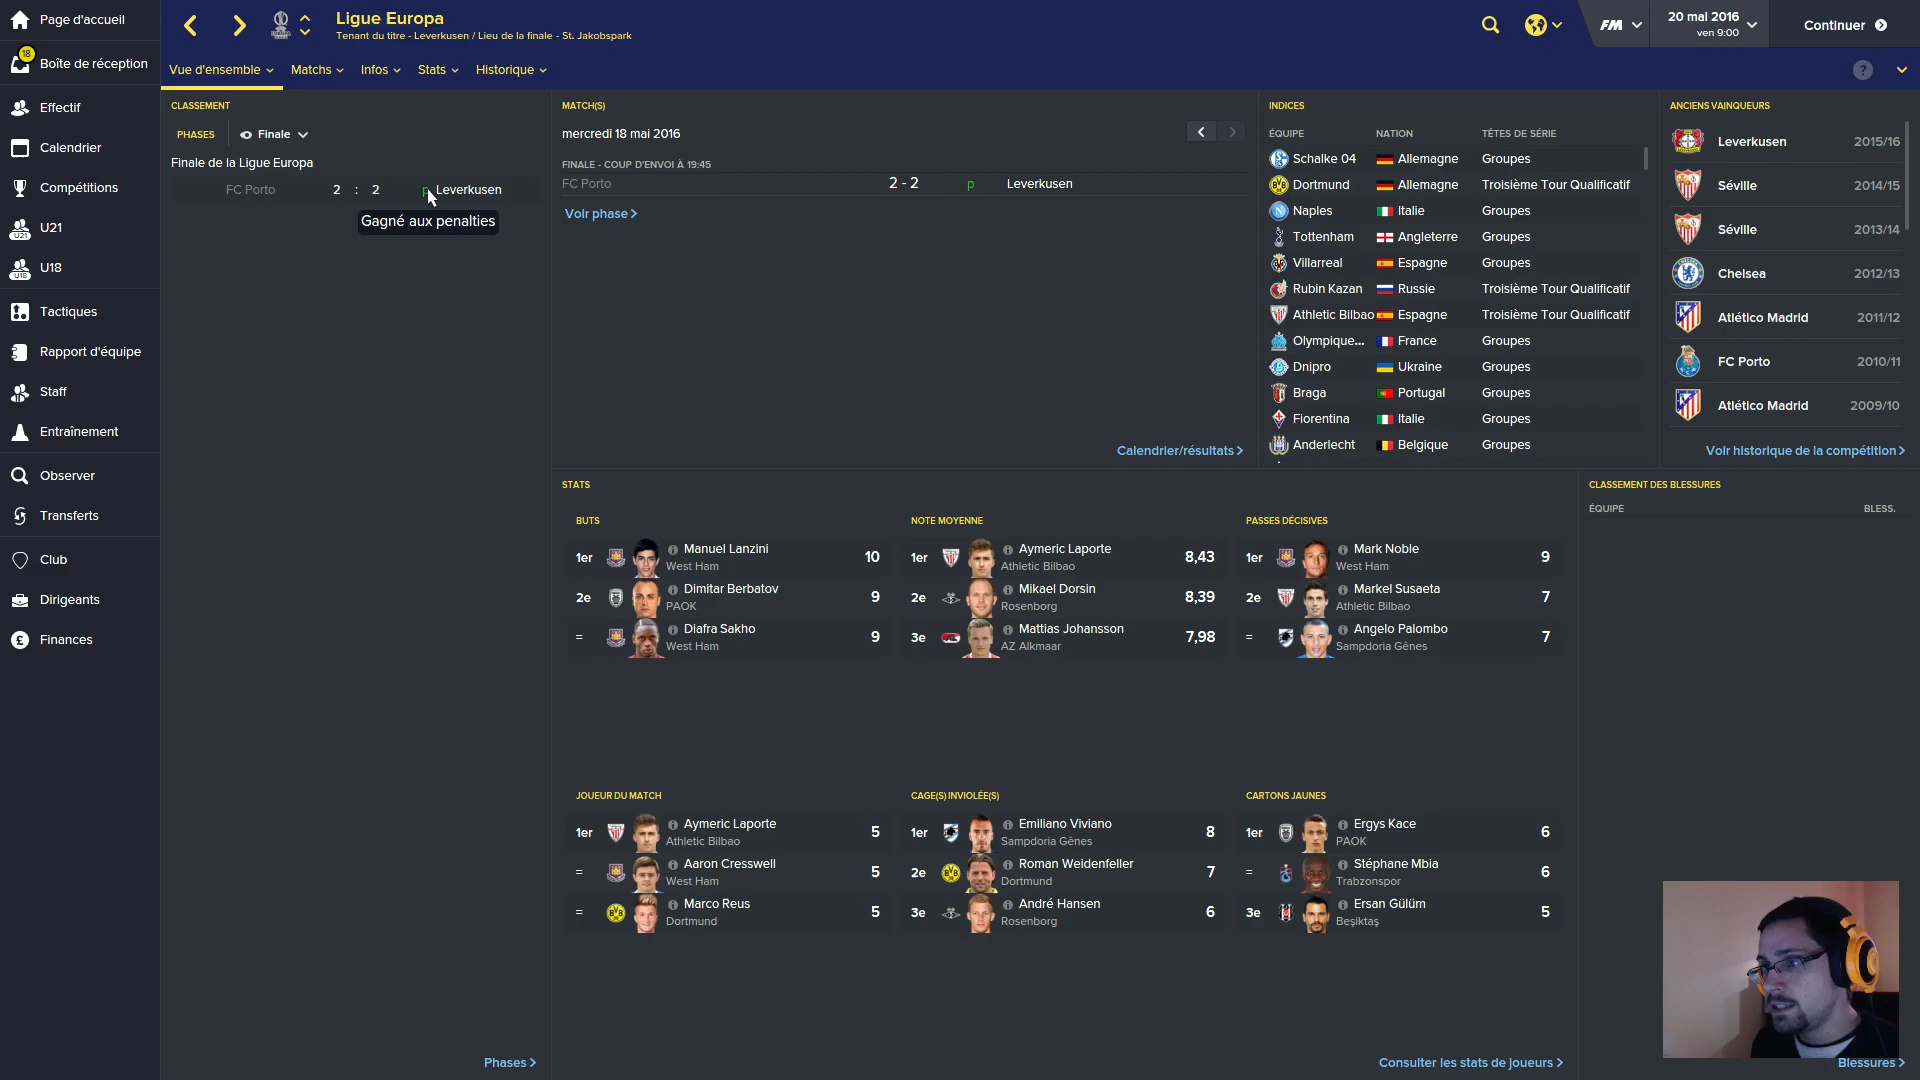 Page d'accueil
18
Boîte de réception
Effectif
Calendrier
Compétitions
U21
U21
U18
U18
Tactiques
Rapport d'équipe
Staff
Entraînement
Observer
Transferts
Club
Dirigeants
Finances
Ligue Europa
Tenant du titre - Leverkusen / Lieu de la finale - St. Jakobspark
FM
20 mai 2016
ven 9:00
Continuer
Vue d'ensemble
Matchs
Infos
Stats
Historique
?
CLASSEMENT
PHASES
Finale
Finale de la Ligue Europa
FC Porto 2 : 2 p Leverkusen
Gagné aux penalties
Phases
MATCH(S)
mercredi 18 mai 2016
FINALE - COUP D'ENVOI À 19:45
FC Porto 2 - 2 p Leverkusen
Voir phase
Calendrier/résultats
INDICES
ÉQUIPE NATION TÊTES DE SÉRIE
Schalke 04 Allemagne Groupes
Dortmund Allemagne Troisième Tour Qualificatif
Naples Italie Groupes
Tottenham Angleterre Groupes
Villarreal Espagne Groupes
Rubin Kazan Russie Troisième Tour Qualificatif
Athletic Bilbao Espagne Troisième Tour Qualificatif
Olympique... France Groupes
Dnipro Ukraine Groupes
Braga Portugal Groupes
Fiorentina Italie Groupes
Anderlecht Belgique Groupes
ANCIENS VAINQUEURS
Leverkusen 2015/16
Séville 2014/15
Séville 2013/14
Chelsea 2012/13
Atlético Madrid 2011/12
FC Porto 2010/11
Atlético Madrid 2009/10
Voir historique de la compétition
STATS
BUTS
1er Manuel Lanzini 10
West Ham
2e Dimitar Berbatov 9
PAOK
= Diafra Sakho 9
West Ham
NOTE MOYENNE
1er Aymeric Laporte 8,43
Athletic Bilbao
2e Mikael Dorsin 8,39
Rosenborg
3e Mattias Johansson 7,98
AZ Alkmaar
PASSES DÉCISIVES
1er Mark Noble 9
West Ham
2e Markel Susaeta 7
Athletic Bilbao
= Angelo Palombo 7
Sampdoria Gênes
JOUEUR DU MATCH
1er Aymeric Laporte 5
Athletic Bilbao
= Aaron Cresswell 5
West Ham
= Marco Reus 5
Dortmund
CAGE(S) INVIOLÉE(S)
1er Emiliano Viviano 8
Sampdoria Gênes
2e Roman Weidenfeller 7
Dortmund
3e André Hansen 6
Rosenborg
CARTONS JAUNES
1er Ergys Kace 6
PAOK
= Stéphane Mbia 6
Trabzonspor
3e Ersan Gülüm 5
Beşiktaş
Consulter les stats de joueurs
CLASSEMENT DES BLESSURES
ÉQUIPE BLESS.
Blessures